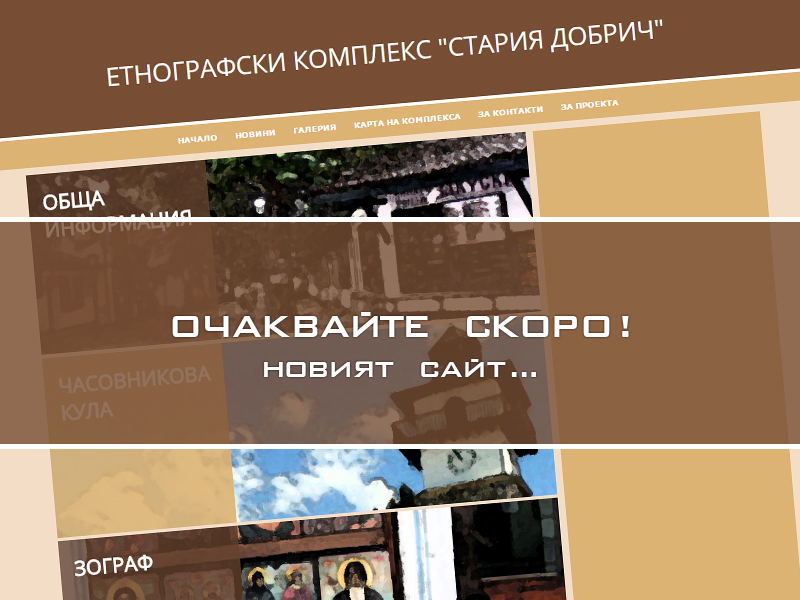 ЕТНОГРАФСКИ КОМПЛЕКС "СТАРИЯ ДОБРИЧ"
НАЧАЛО НОВИНИ ГАЛЕРИЯ КАРТА НА КОМПЛЕКСА ЗА КОНТАКТИ ЗА ПРОЕКТА
ОБЩА
ИНФОРМАЦИЯ
ОЧАКВАЙТЕ СКОРО!
НОВИЯТ САЙТ...
ЧАСОВНИКОВА
КУЛА
ЗОГРАФ